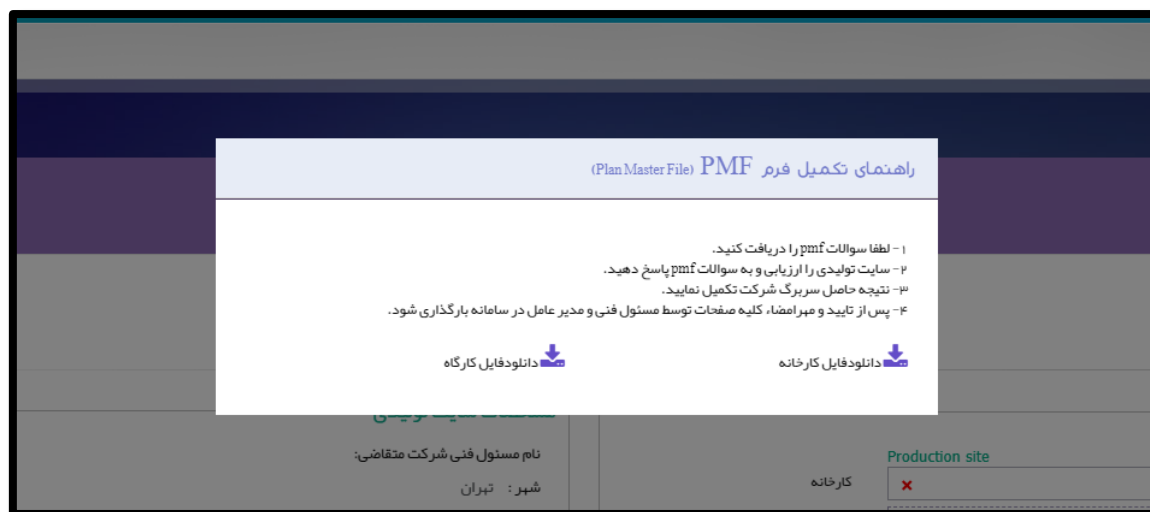 راهنمای تکمیل فرم PMF (Plan Master File)
۱- لطفا سوالات pmf را دریافت کنید.
۲- سایت تولیدی را ارزیابی و به سوالات pmf پاسخ دهید.
۳- نتیجه حاصل سربرگ شرکت تکمیل نمایید.
۴- پس از تایید و مهرامضاء کلیه صفحات توسط مسئول فنی و مدیر عامل در سامانه بارگذاری شود.
دانلودفایل کارخانه
دانلودفایل کارگاه
Production site
کارخانه
مشخصات سایت تولیدی
نام مسئول فنی شرکت متقاضی:
شهر : تهران